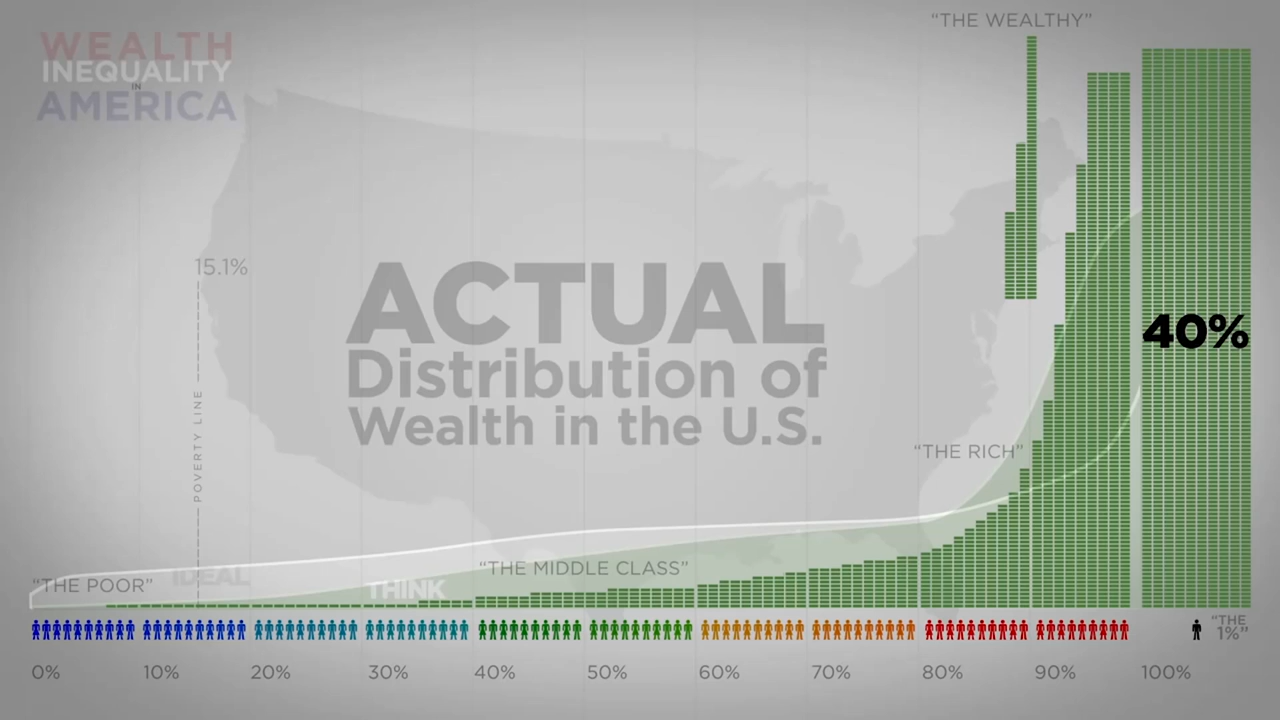 WEALTH
INEQUALITY
IN
AMERICA
“THE WEALTHY”
15.1%
POVERTY LINE
ACTUAL
Distribution of
Wealth in the U.S.
40%
“THE RICH”
“THE POOR”
IDEAL
THINK
“THE MIDDLE CLASS”
“THE
1%”
0% 10% 20% 30% 40% 50% 60% 70% 80% 90% 100%